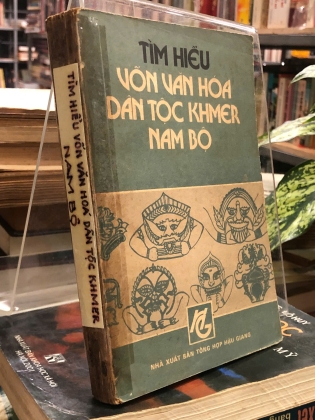 TÌM HIỂU
VỐN VĂN HÓA
DÂN TỘC KHMER
NAM BỘ
NHÀ XUẤT BẢN TỔNG HỢP HẬU GIANG
TÌM HIỂU VỐN VĂN HOÁ DÂN TỘC KHMER
NAM BỘ